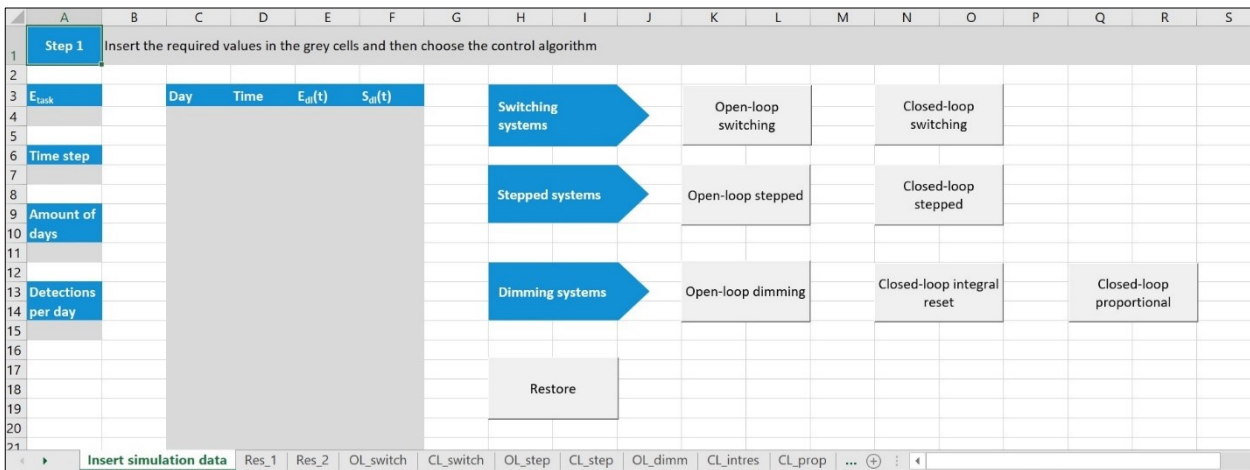 A B C D E F G H I J K L M N O P Q R S
1 Step 1 Insert the required values in the grey cells and then choose the control algorithm
2
3 Etask Day Time Edl(t) Sdl(t)
4 Switching systems Open-loop switching Closed-loop switching
5
6 Time step
7
8 Stepped systems Open-loop stepped Closed-loop stepped
9 Amount of
10 days
11
12
13 Detections Dimming systems Open-loop dimming Closed-loop integral reset Closed-loop proportional
14 per day
15
16
17
18 Restore
19
20
21
Insert simulation data Res_1 Res_2 OL_switch CL_switch OL_step CL_step OL_dimm CL_intres CL_prop ...